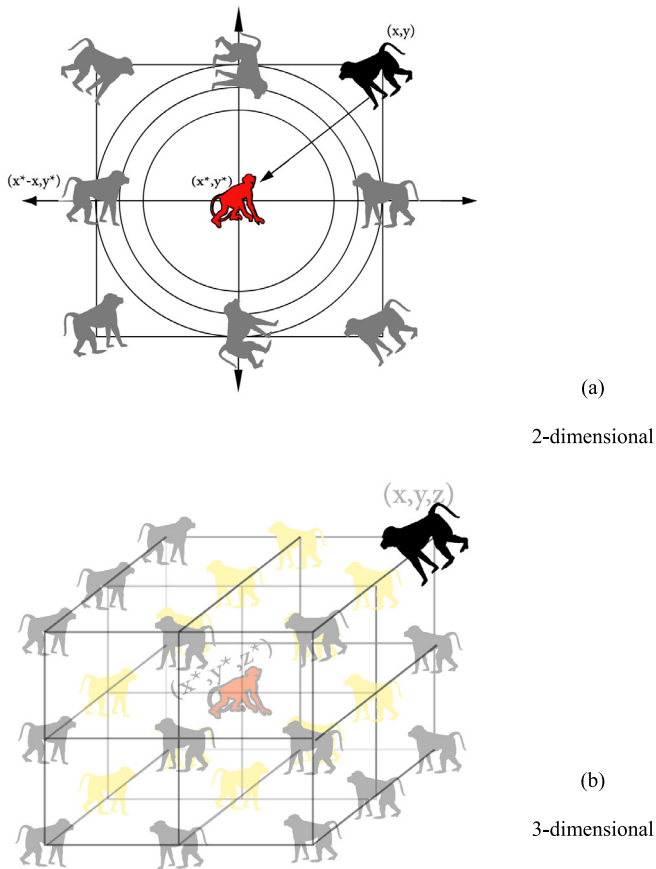 (x,y)
(x*-x,y*)
(x*,y*)
(a)
2-dimensional
(x,y,z)
(x*,y*,z*)
(b)
3-dimensional